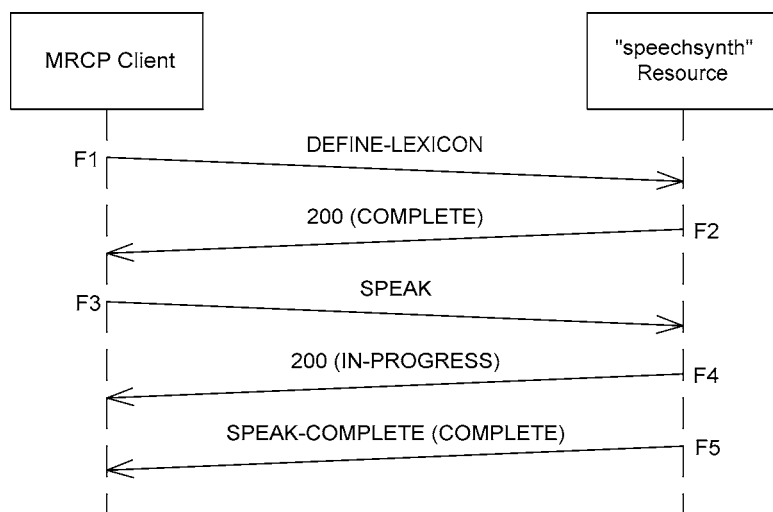 MRCP Client
"speechsynth"
Resource
DEFINE-LEXICON
F1
200 (COMPLETE)
F2
SPEAK
F3
200 (IN-PROGRESS)
F4
SPEAK-COMPLETE (COMPLETE)
F5